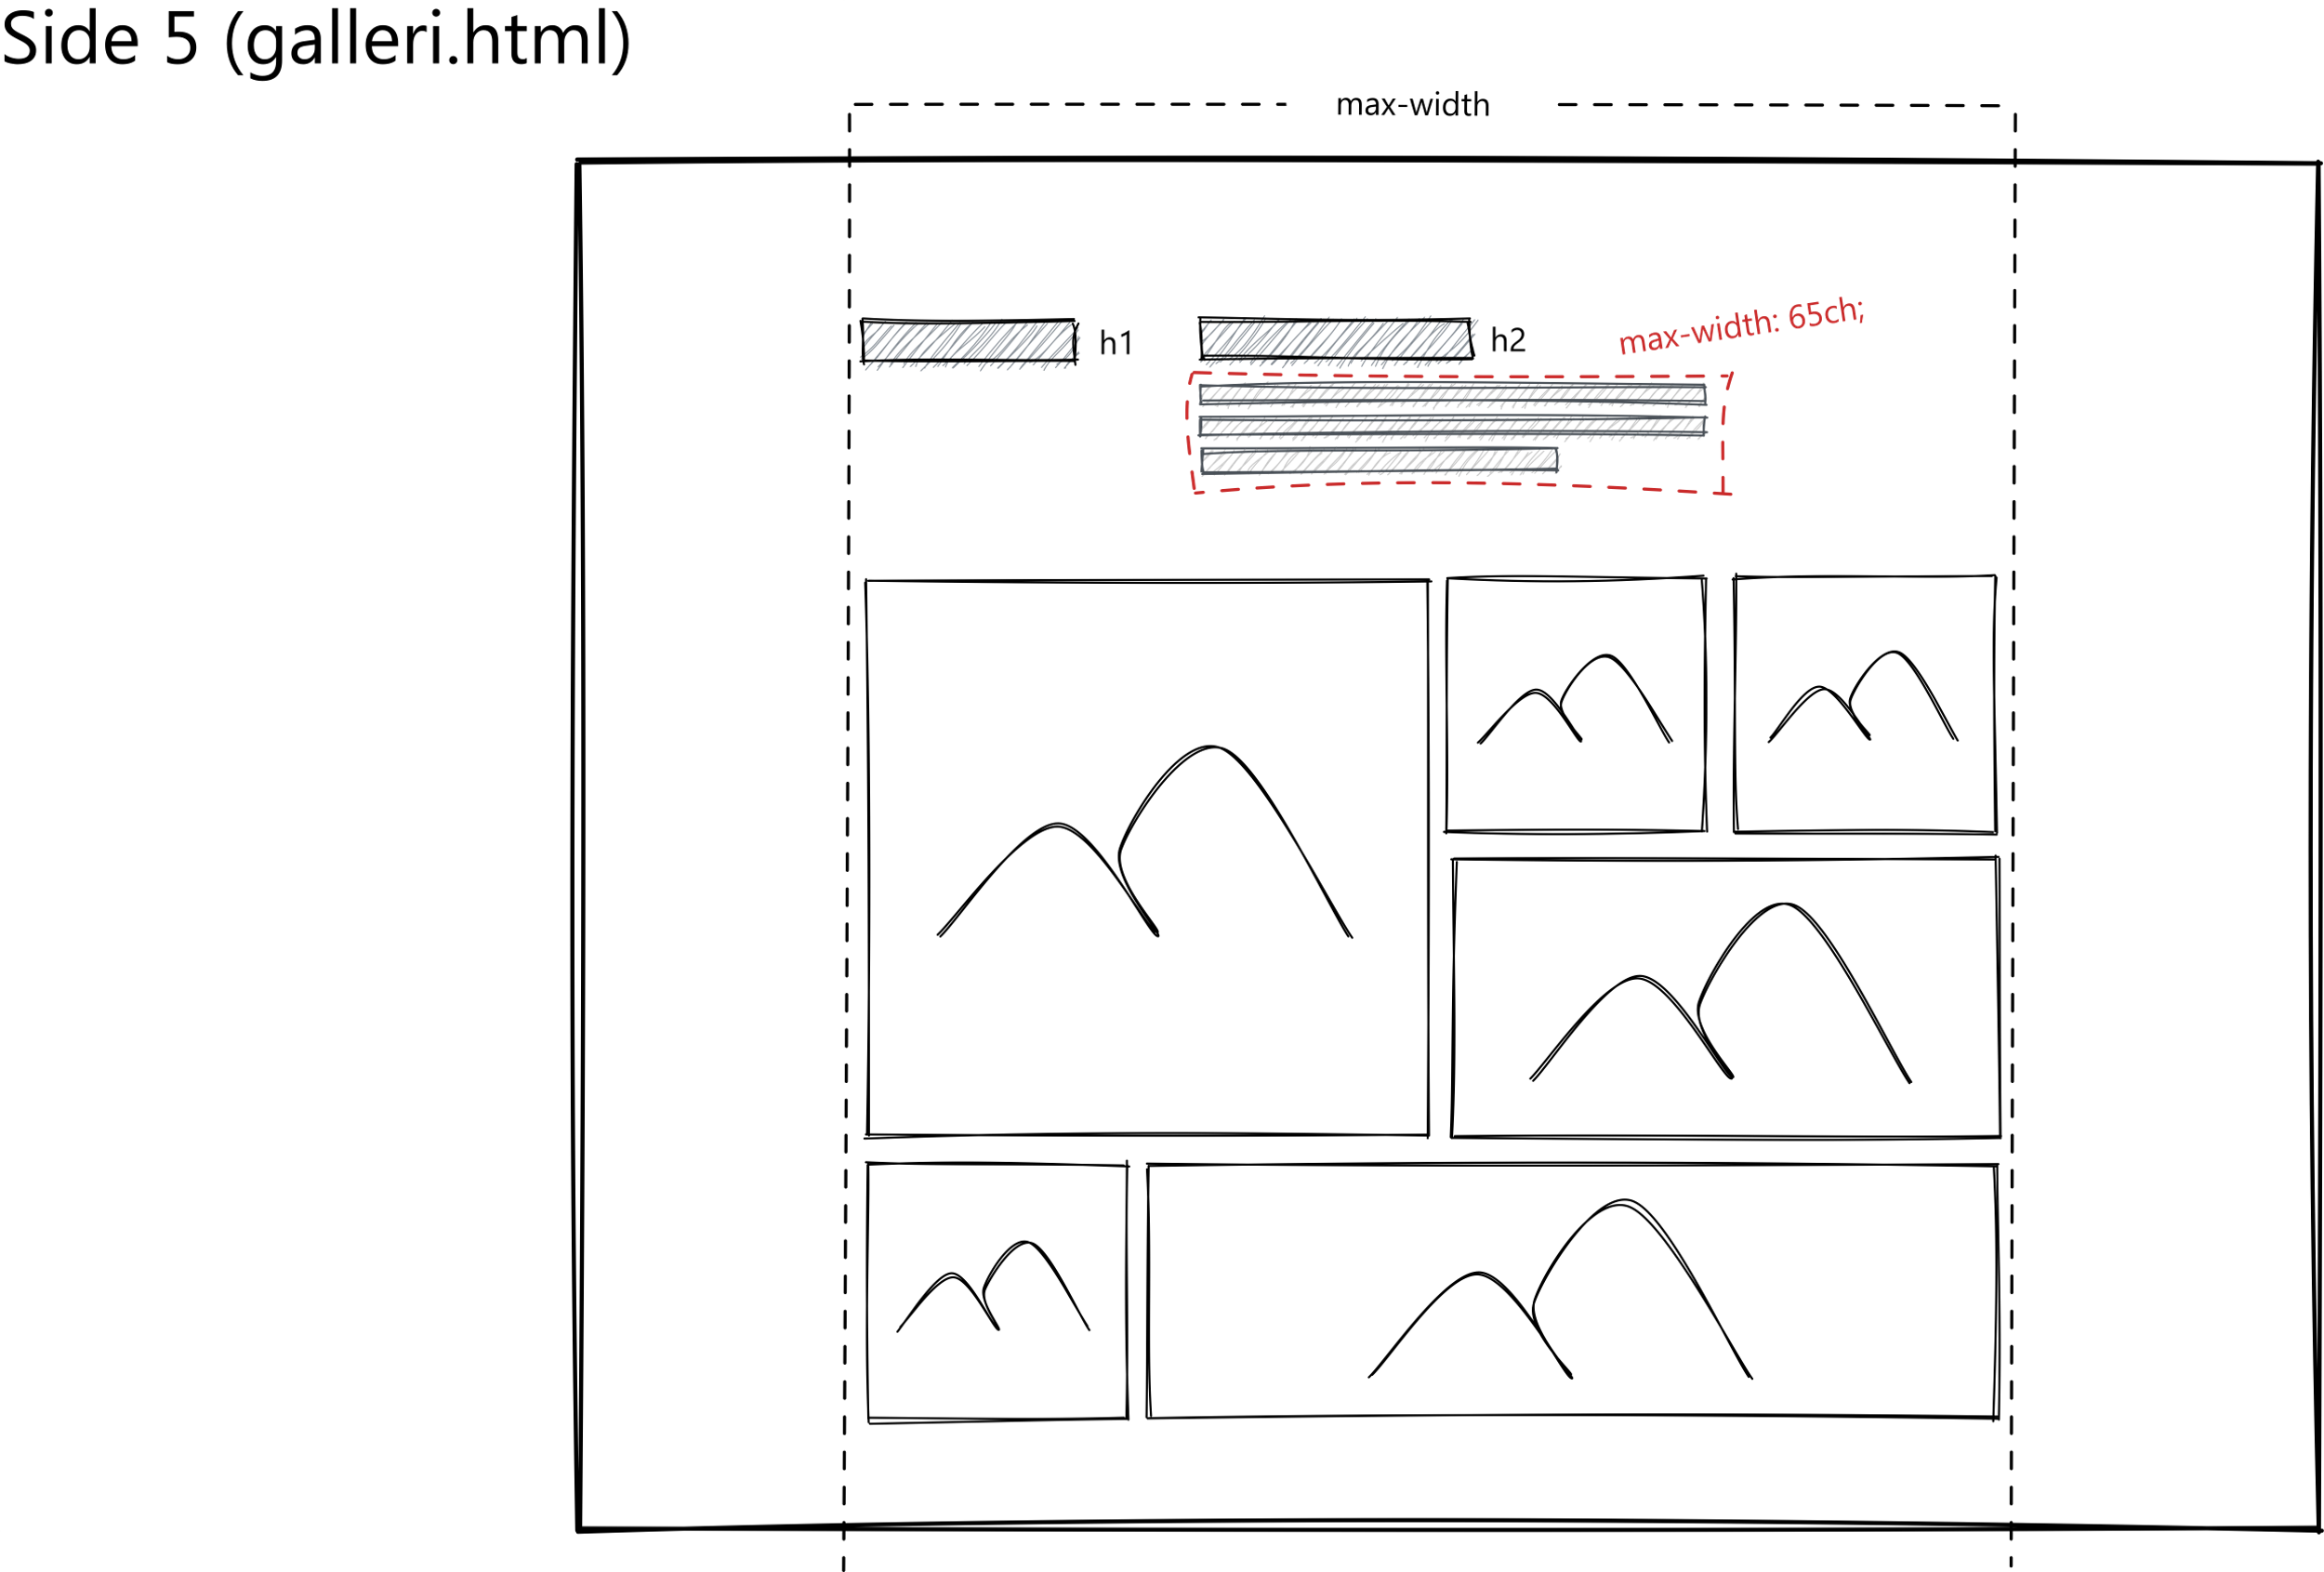 Side 5 (galleri.html)
max-width
h1
h2
max-width: 65ch;